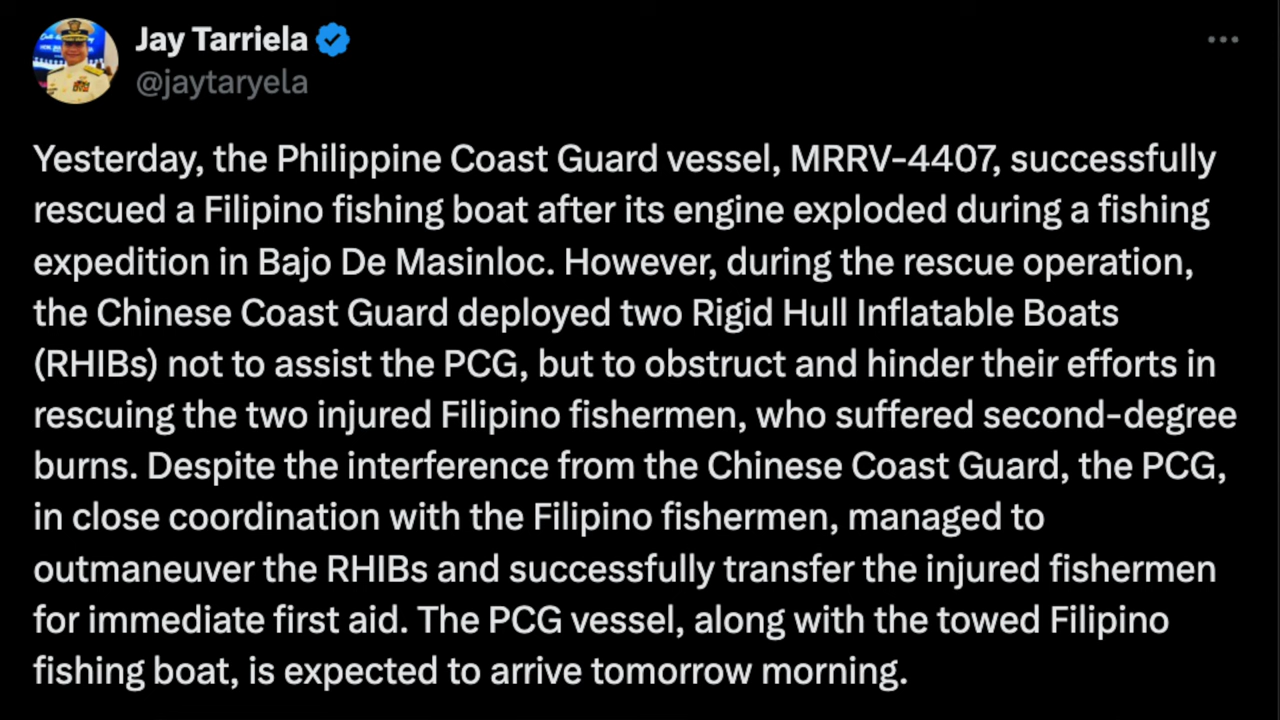 Jay Tarriela
@jaytaryela
Yesterday, the Philippine Coast Guard vessel, MRRV-4407, successfully
rescued a Filipino fishing boat after its engine exploded during a fishing
expedition in Bajo De Masinloc. However, during the rescue operation,
the Chinese Coast Guard deployed two Rigid Hull Inflatable Boats
(RHIBs) not to assist the PCG, but to obstruct and hinder their efforts in
rescuing the two injured Filipino fishermen, who suffered second-degree
burns. Despite the interference from the Chinese Coast Guard, the PCG,
in close coordination with the Filipino fishermen, managed to
outmaneuver the RHIBs and successfully transfer the injured fishermen
for immediate first aid. The PCG vessel, along with the towed Filipino
fishing boat, is expected to arrive tomorrow morning.